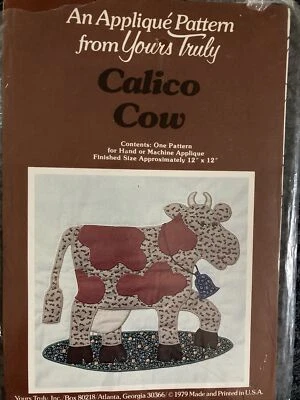 An Appliqué Pattern
from Yours Truly
Calico
Cow
Contents: One Pattern
for Hand or Machine Applique
Finished Size Approximately 12" x 12"
Yours Truly, Inc./Box 80218/Atlanta, Georgia 30366/ © 1979 Made and Printed in U.S.A.